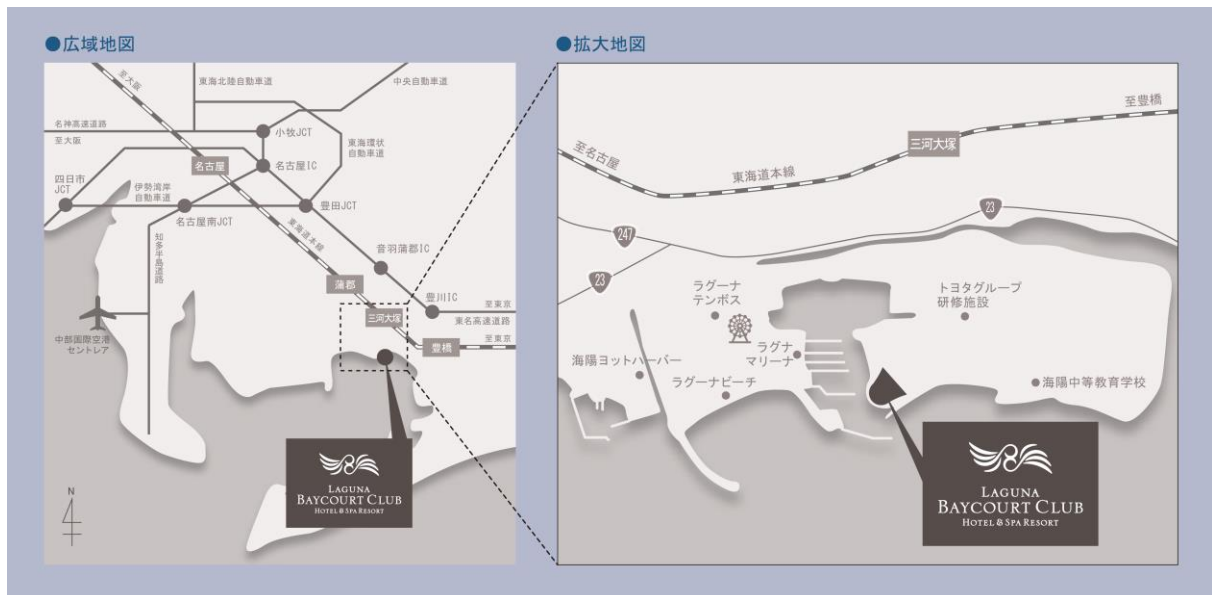 ●広域地図
至大阪
東海北陸自動車道
中央自動車道
名神高速道路
至大阪
小牧JCT
東海環状
自動車道
名古屋
名古屋IC
四日市
JCT
伊勢湾岸
自動車道
名古屋南JCT
豊田JCT
東海道本線
知多半島道路
音羽蒲郡IC
蒲郡
豊川IC
三河大塚
至東京
東名高速道路
豊橋
至東京
中部国際空港
セントレア
LAGUNA
BAYCOURT CLUB
HOTEL & SPA RESORT
N
●拡大地図
至豊橋
三河大塚
至名古屋
東海道本線
23
247
23
ラグーナ
テンボス
トヨタグループ
研修施設
海陽ヨットハーバー
ラグナ
マリーナ
ラグーナビーチ
海陽中等教育学校
LAGUNA
BAYCOURT CLUB
HOTEL & SPA RESORT